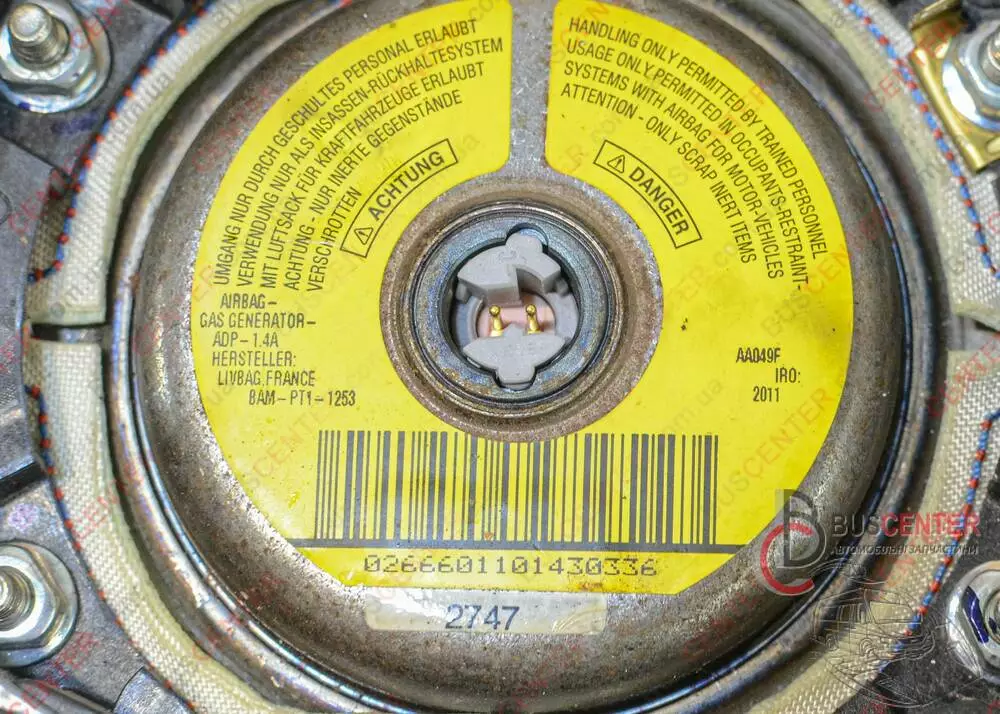 UMGANG NUR DURCH GESCHULTES PERSONAL ERLAUBT
VERWENDUNG NUR ALS INSASSEN-RÜCKHALTESYSTEM
MIT LUFTSACK FÜR KRAFTFAHRZEUGE ERLAUBT
ACHTUNG - NUR INERTE GEGENSTÄNDE
VERSCHROTTEN
⚠ ACHTUNG
HANDLING ONLY PERMITTED BY TRAINED PERSONNEL
USAGE ONLY PERMITTED IN OCCUPANTS-RESTRAINT-
SYSTEMS WITH AIRBAG FOR MOTOR-VEHICLES
ATTENTION - ONLY SCRAP INERT ITEMS
⚠ DANGER
AIRBAG-
GAS GENERATOR-
ADP-1.4A
HERSTELLER:
LIVBAG,FRANCE
BAM-PT1-1253
AA049F
IRO:
2011
0266601101430336
2747
BUSCENTER
АВТОМОБІЛЬНІ ЗАПЧАСТИНИ